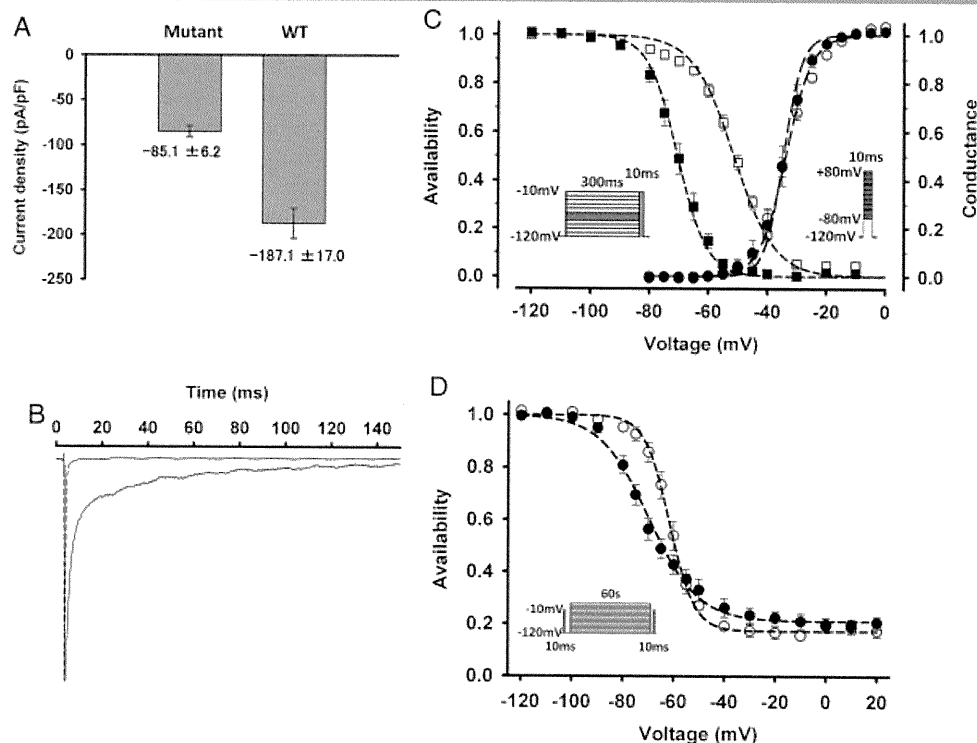 A
Mutant WT
0
-50
-100
-150
-200
-250
Current density (pA/pF)
−85.1 ±6.2
−187.1 ±17.0
B
Time (ms)
0 20 40 60 80 100 120 140
C
1.0
0.8
0.6
0.4
0.2
0.0
Availability
1.0
0.8
0.6
0.4
0.2
0.0
Conductance
300ms
10ms
-10mV
-120mV
10ms
+80mV
-80mV
-120mV
-120 -100 -80 -60 -40 -20 0
Voltage (mV)
D
1.0
0.8
0.6
0.4
0.2
0.0
Availability
60s
-10mV
-120mV
10ms 10ms
-120 -100 -80 -60 -40 -20 0 20
Voltage (mV)